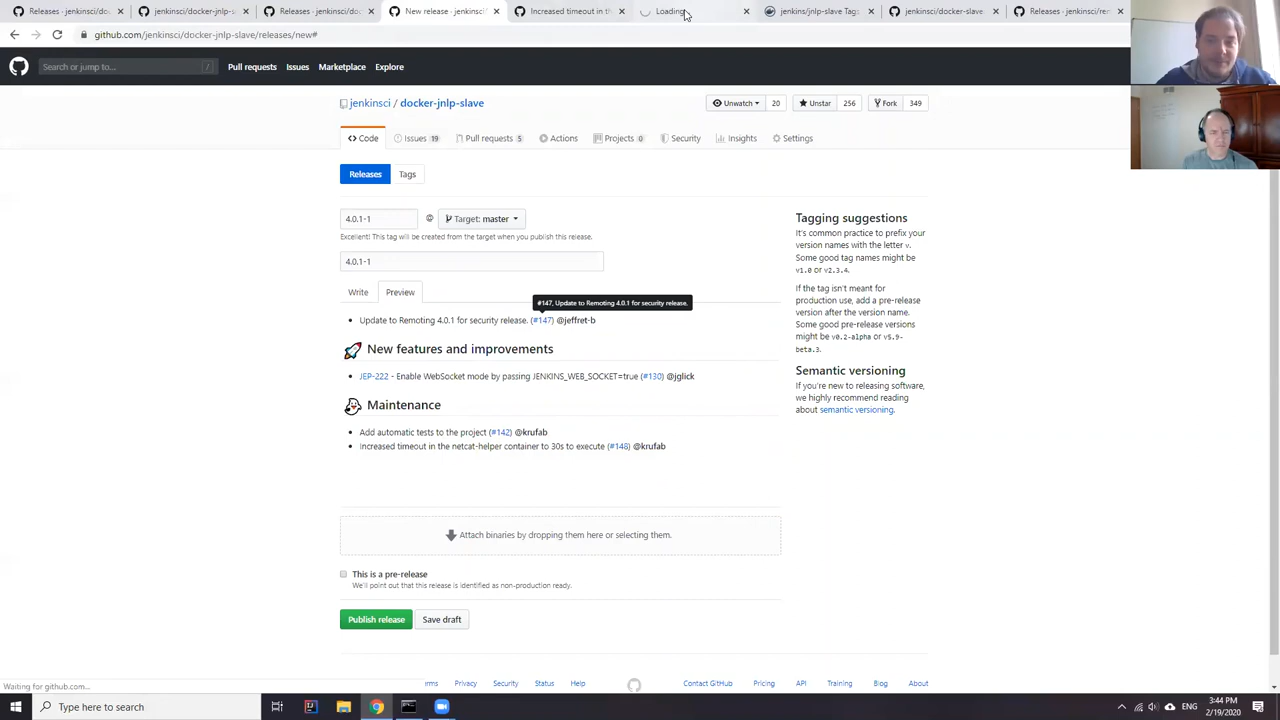 Releases · jenkinsci/do
jenkinsci/docker-jnlp-s
Releases · jenkinsci/do
New release · jenkinsci/
Increased timeout in th
Loading...
jenkins/jnlp-slave Tags
jenkinsci/docker-slave
Releases · jenkinsci/rem
github.com/jenkinsci/docker-jnlp-slave/releases/new#
Search or jump to... /
Pull requests Issues Marketplace Explore
jenkinsci / docker-jnlp-slave
Unwatch 20 Unstar 256 Fork 349
Code Issues 19 Pull requests 5 Actions Projects 0 Security Insights Settings
Releases Tags
4.0.1-1 @ Target: master
Excellent! This tag will be created from the target when you publish this release.
4.0.1-1
Write Preview
#147, Update to Remoting 4.0.1 for security release.
Update to Remoting 4.0.1 for security release. (#147) @jeffret-b
New features and improvements
JEP-222 - Enable WebSocket mode by passing JENKINS_WEB_SOCKET=true (#130) @jglick
Maintenance
Add automatic tests to the project (#142) @krufab
Increased timeout in the netcat-helper container to 30s to execute (#148) @krufab
Attach binaries by dropping them here or selecting them.
This is a pre-release
We'll point out that this release is identified as non-production ready.
Publish release Save draft
Tagging suggestions
It's common practice to prefix your
version names with the letter v.
Some good tag names might be
v1.0 or v2.3.4.
If the tag isn't meant for
production use, add a pre-release
version after the version name.
Some good pre-release versions
might be v0.2-alpha or v5.9-
beta.3.
Semantic versioning
If you're new to releasing software,
we highly recommend reading
about semantic versioning.
Waiting for github.com...
erms Privacy Security Status Help
Contact GitHub Pricing API Training Blog About
Type here to search
ENG
3:44 PM
2/19/2020